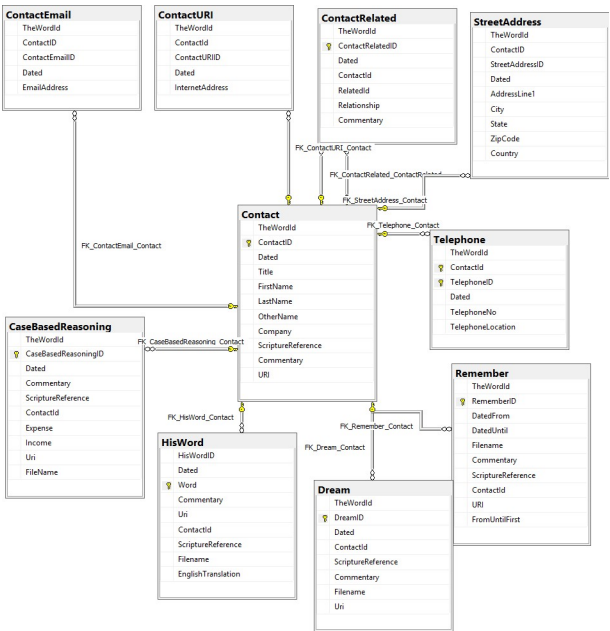 ContactEmail
TheWordId
ContactID
ContactEmailID
Dated
EmailAddress
ContactURI
TheWordId
ContactId
ContactURIID
Dated
InternetAddress
ContactRelated
TheWordId
ContactRelatedID
Dated
ContactId
RelatedId
Relationship
Commentary
StreetAddress
TheWordId
ContactID
StreetAddressID
Dated
AddressLine1
City
State
ZipCode
Country
FK_ContactURI_Contact
FK_ContactRelated_ContactRelated
FK_StreetAddress_Contact
FK_Telephone_Contact
FK_ContactEmail_Contact
Contact
TheWordId
ContactID
Dated
Title
FirstName
LastName
OtherName
Company
ScriptureReference
Commentary
URI
Telephone
TheWordId
ContactId
TelephoneID
Dated
TelephoneNo
TelephoneLocation
CaseBasedReasoning
TheWordId
CaseBasedReasoningID
Dated
Commentary
ScriptureReference
ContactId
Expense
Income
Uri
FileName
FK_CaseBasedReasoning_Contact
FK_HisWord_Contact
FK_Remember_Contact
FK_Dream_Contact
HisWord
HisWordID
Dated
Word
Commentary
Uri
ContactId
ScriptureReference
Filename
EnglishTranslation
Dream
TheWordId
DreamID
Dated
ContactId
ScriptureReference
Commentary
Filename
Uri
Remember
TheWordId
RememberID
DatedFrom
DatedUntil
Filename
Commentary
ScriptureReference
ContactId
URI
FromUntilFirst